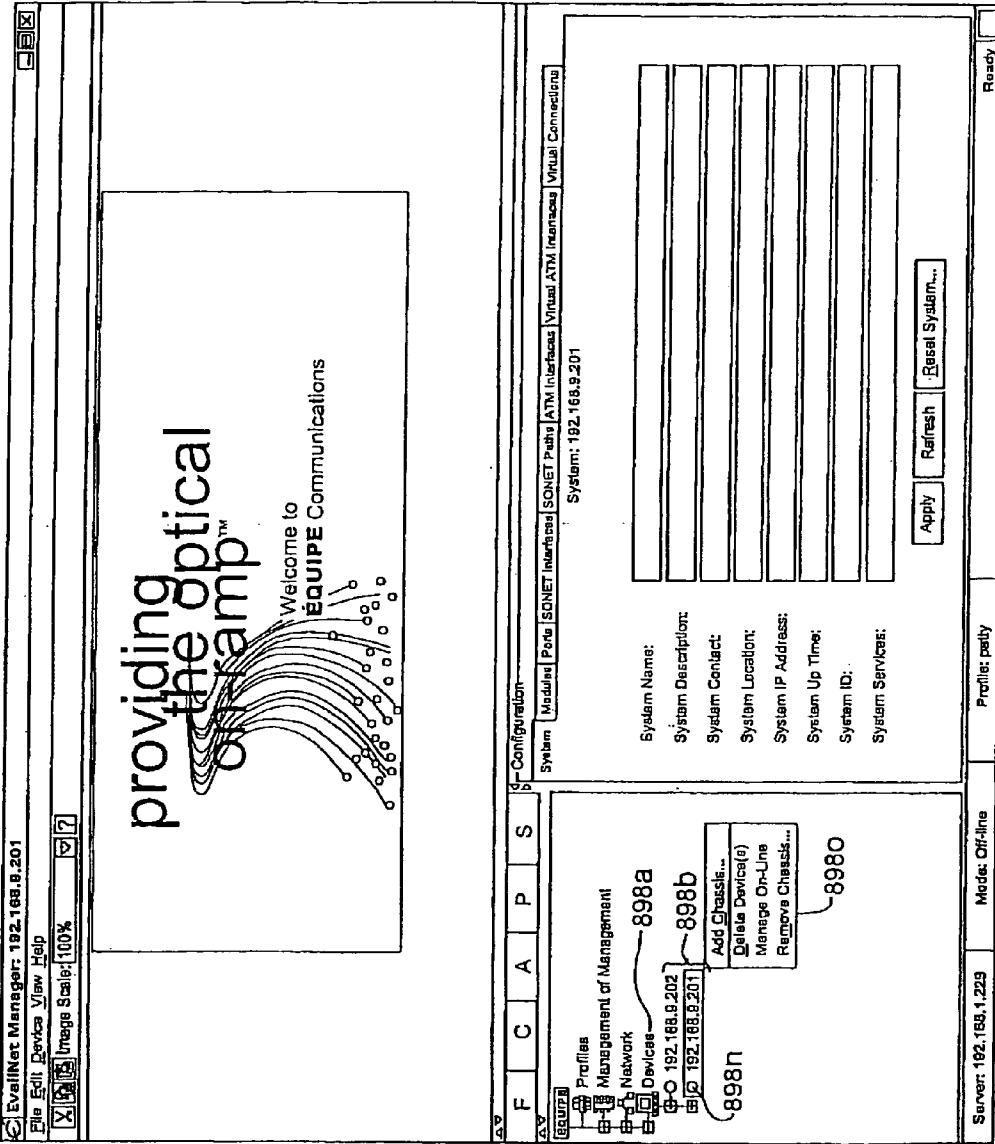 EvailNet Manager: 192.168.9.201
File Edit Device View Help
Image Scale: 100%
providing
the optical
on-ramp™
Welcome to
ÉQUIPE Communications
F C A P S
ÉQUIPE
Profiles
Management of Management
Network
Devices
898a
192.168.9.202
898b
192.168.9.201
898n
Add Chassis...
Delete Device(s)
Manage On-Line
Remove Chassis...
898o
Configuration
System Modules Ports SONET Interfaces SONET Paths ATM Interfaces Virtual ATM Interfaces Virtual Connections
System: 192.168.9.201
System Name:
System Description:
System Contact:
System Location:
System IP Address:
System Up Time:
System ID:
System Services:
Apply Refresh Reset System...
Server: 192.168.1.229 Mode: Off-line Profile: patty Ready